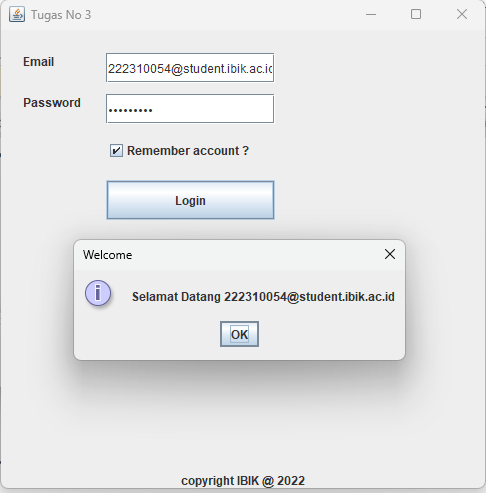 Tugas No 3
Email
222310054@student.ibik.ac.id
Password
•••••••••
Remember account ?
Login
Welcome
Selamat Datang 222310054@student.ibik.ac.id
OK
copyright IBIK @ 2022